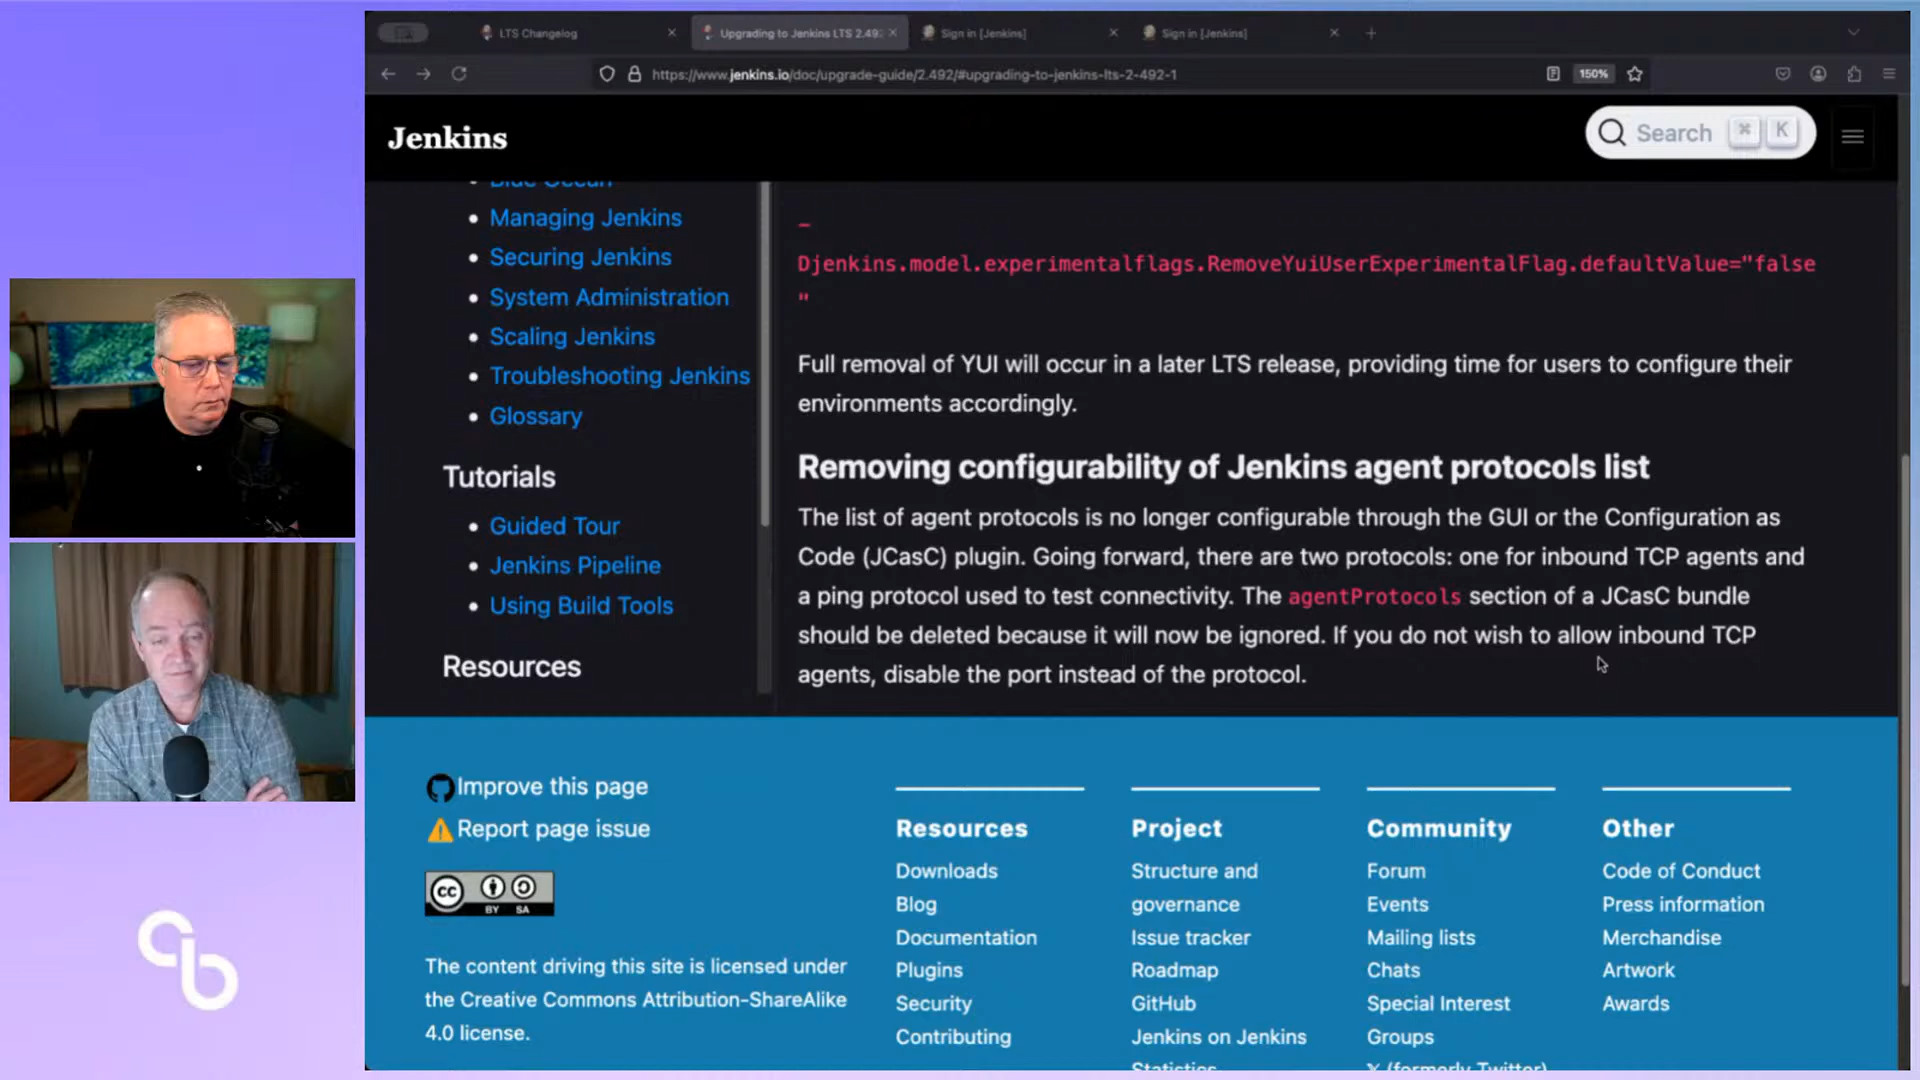 LTS Changelog
Upgrading to Jenkins LTS 2.492
Sign in [Jenkins]
Sign in [Jenkins]
https://www.jenkins.io/doc/upgrade-guide/2.492/#upgrading-to-jenkins-lts-2-492-1
150%
Jenkins
Search ⌘ K
Blue Ocean
Managing Jenkins
Securing Jenkins
System Administration
Scaling Jenkins
Troubleshooting Jenkins
Glossary
Tutorials
Guided Tour
Jenkins Pipeline
Using Build Tools
Resources
-
Djenkins.model.experimentalflags.RemoveYuiUserExperimentalFlag.defaultValue="false
"
Full removal of YUI will occur in a later LTS release, providing time for users to configure their
environments accordingly.
Removing configurability of Jenkins agent protocols list
The list of agent protocols is no longer configurable through the GUI or the Configuration as
Code (JCasC) plugin. Going forward, there are two protocols: one for inbound TCP agents and
a ping protocol used to test connectivity. The agentProtocols section of a JCasC bundle
should be deleted because it will now be ignored. If you do not wish to allow inbound TCP
agents, disable the port instead of the protocol.
Improve this page
Report page issue
cc BY SA
The content driving this site is licensed under
the Creative Commons Attribution-ShareAlike
4.0 license.
Resources
Downloads
Blog
Documentation
Plugins
Security
Contributing
Project
Structure and
governance
Issue tracker
Roadmap
GitHub
Jenkins on Jenkins
Statistics
Community
Forum
Events
Mailing lists
Chats
Special Interest
Groups
X (formerly Twitter)
Other
Code of Conduct
Press information
Merchandise
Artwork
Awards